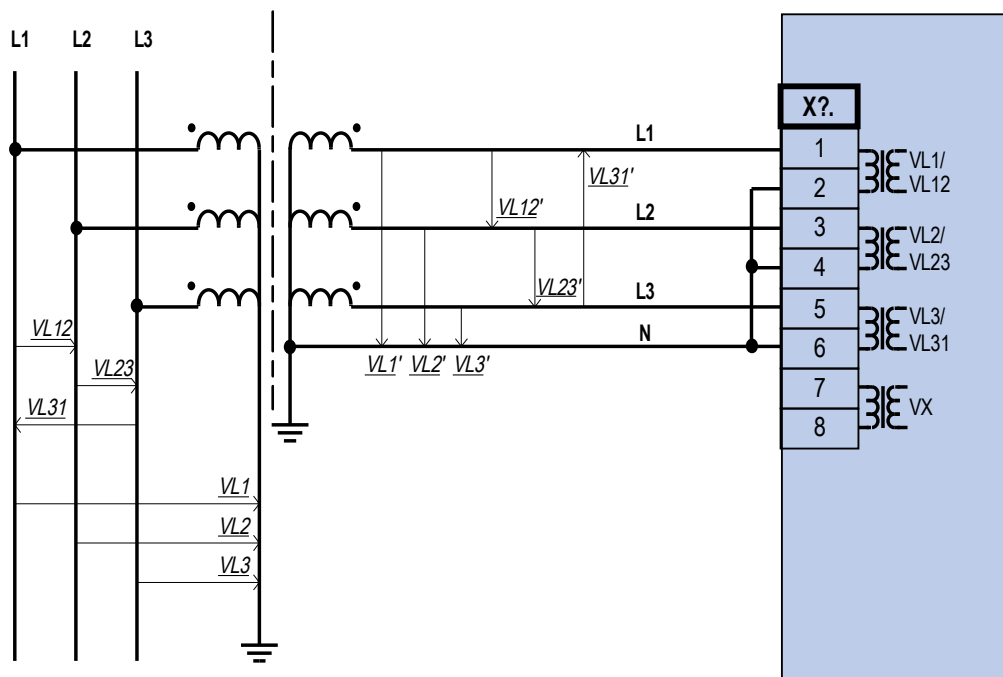 L1 L2 L3
X?.
L1
1
VL1/
VL31'
2
VL12
VL12'
L2
3
VL2/
4
VL23
VL23'
L3
5
VL3/
VL12
N
6
VL31
VL23
VL1' VL2' VL3'
7
VL31
VX
8
VL1
VL2
VL3